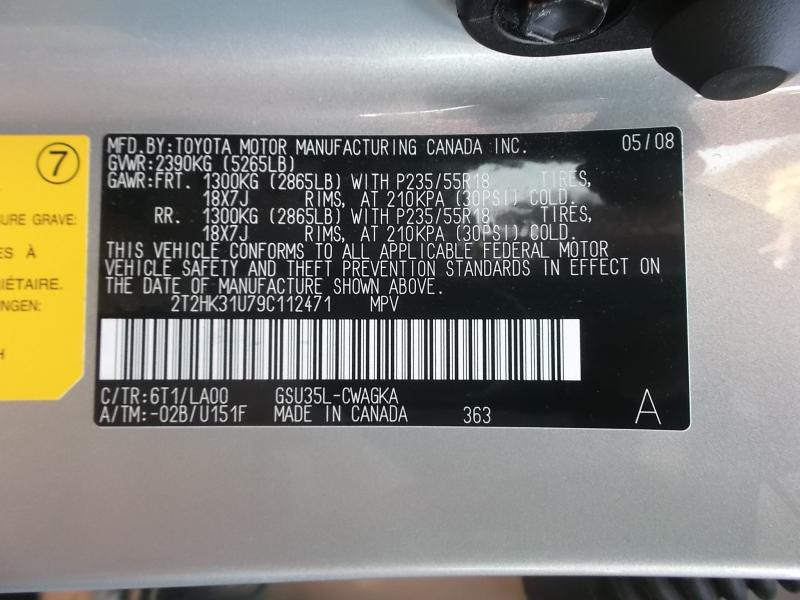 7
URE GRAVE:
ES À
RIÉTAIRE.
NGEN:
H
MFD.BY:TOYOTA MOTOR MANUFACTURING CANADA INC. 05/08
GVWR:2390KG (5265LB)
GAWR:FRT. 1300KG (2865LB) WITH P235/55R18 TIRES,
18X7J RIMS, AT 210KPA (30PSI) COLD.
RR. 1300KG (2865LB) WITH P235/55R18 TIRES,
18X7J RIMS, AT 210KPA (30PSI) COLD.
THIS VEHICLE CONFORMS TO ALL APPLICABLE FEDERAL MOTOR
VEHICLE SAFETY AND THEFT PREVENTION STANDARDS IN EFFECT ON
THE DATE OF MANUFACTURE SHOWN ABOVE.
2T2HK31U79C112471 MPV
C/TR:6T1/LA00 GSU35L-CWAGKA
A/TM:-02B/U151F MADE IN CANADA 363 A